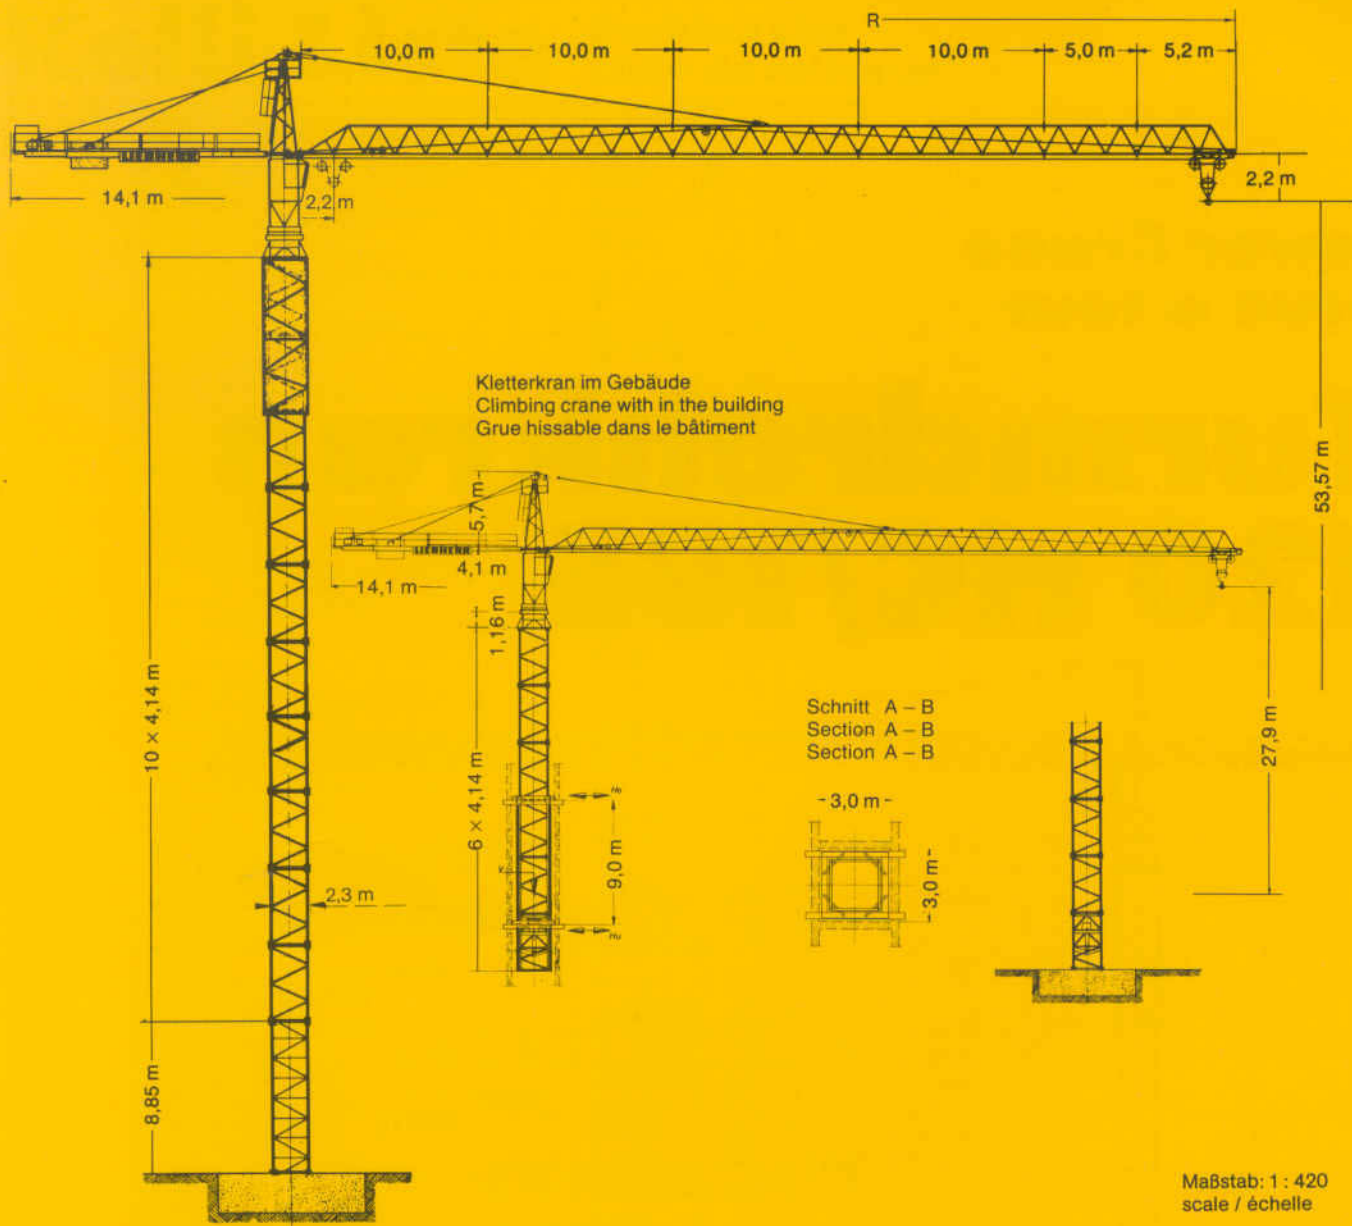 R
10,0 m 10,0 m 10,0 m 10,0 m 5,0 m 5,2 m
LIEBHERR
14,1 m
2,2 m
2,2 m
Kletterkran im Gebäude
Climbing crane with in the building
Grue hissable dans le bâtiment
53,57 m
5,7 m
LIEBHERR
4,1 m
14,1 m
1,16 m
10 × 4,14 m
6 × 4,14 m
Schnitt A – B
Section A – B
Section A – B
27,9 m
3,0 m
9,0 m
3,0 m
2,3 m
8,85 m
Maßstab: 1 : 420
scale / échelle